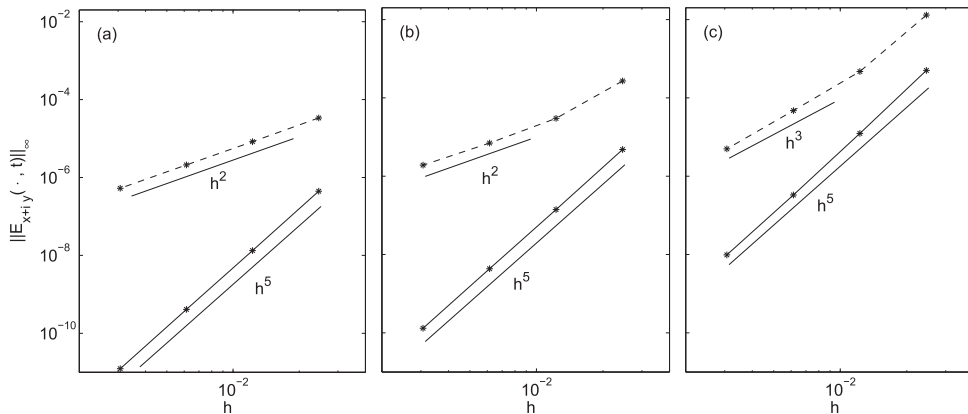 ||E_{x+i y}( · , t)||_∞
10^{-2}
10^{-4}
10^{-6}
10^{-8}
10^{-10}
(a)
h^2
h^5
10^{-2}
h
(b)
h^2
h^5
10^{-2}
h
(c)
h^3
h^5
10^{-2}
h